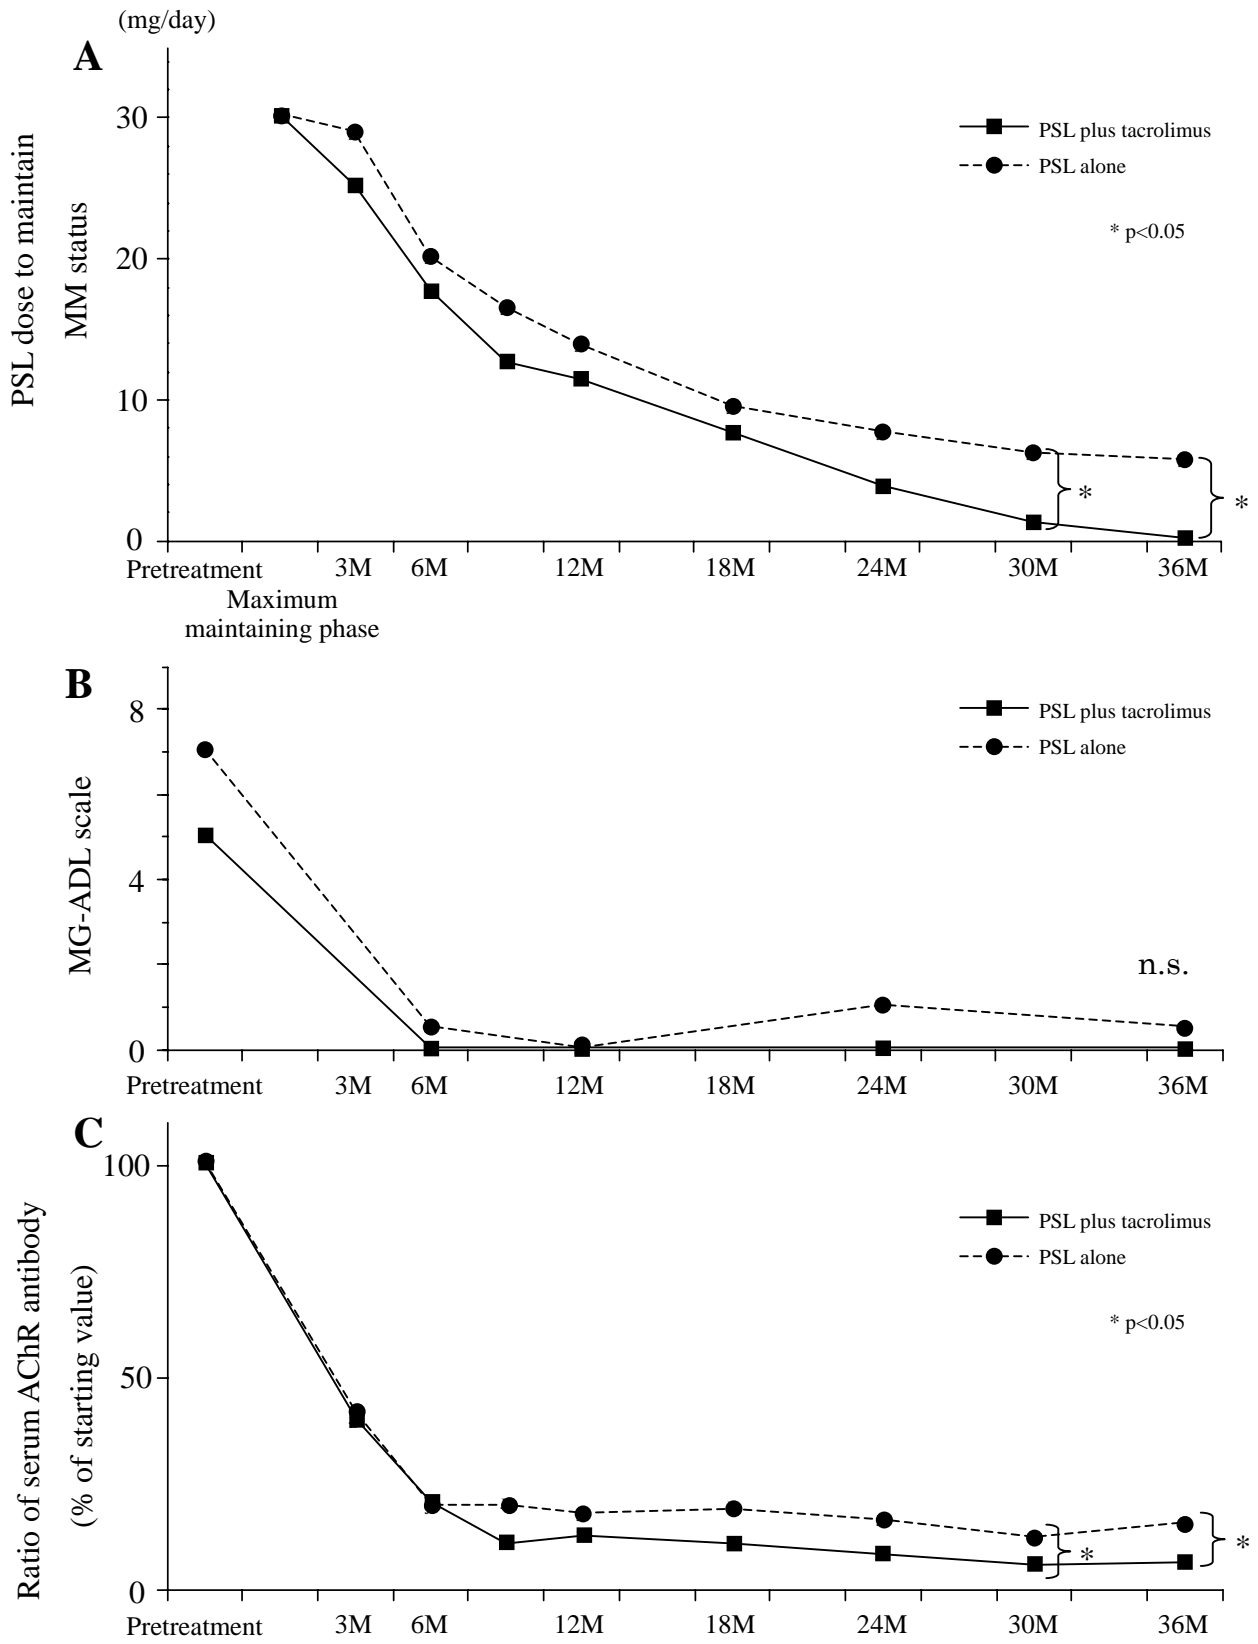 (mg/day)
A
PSL dose to maintain
MM status
30
20
10
0
PSL plus tacrolimus
PSL alone
* p<0.05
*
*
Pretreatment 3M 6M 12M 18M 24M 30M 36M
Maximum
maintaining phase
B
MG-ADL scale
8
4
0
PSL plus tacrolimus
PSL alone
n.s.
Pretreatment 3M 6M 12M 18M 24M 30M 36M
C
Ratio of serum AChR antibody
(% of starting value)
100
50
0
PSL plus tacrolimus
PSL alone
* p<0.05
*
*
Pretreatment 3M 6M 12M 18M 24M 30M 36M